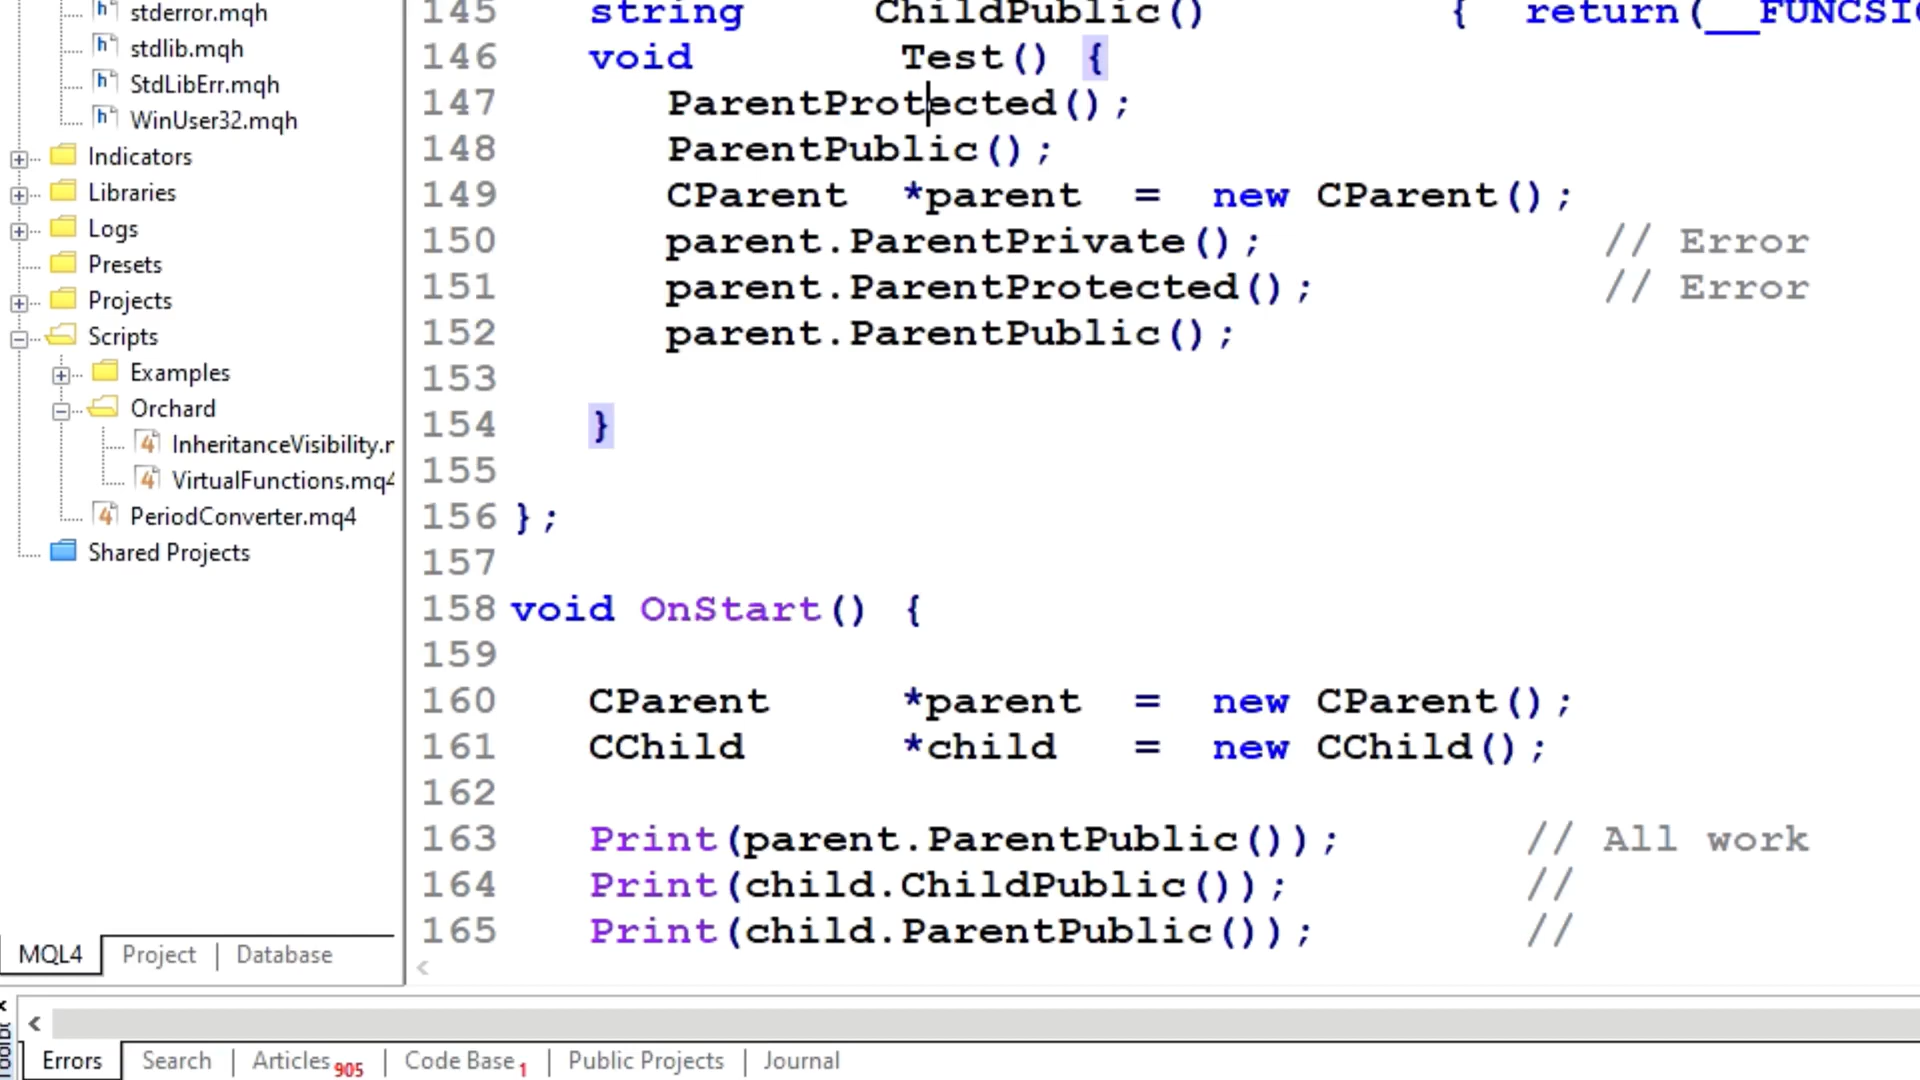 stderror.mqh
stdlib.mqh
StdLibErr.mqh
WinUser32.mqh
Indicators
Libraries
Logs
Presets
Projects
Scripts
Examples
Orchard
InheritanceVisibility.m
VirtualFunctions.mq4
PeriodConverter.mq4
Shared Projects
MQL4 Project | Database
145 string ChildPublic() { return(__FUNCSI
146 void Test() {
147 ParentProtected();
148 ParentPublic();
149 CParent *parent = new CParent();
150 parent.ParentPrivate(); // Error
151 parent.ParentProtected(); // Error
152 parent.ParentPublic();
153
154 }
155
156 };
157
158 void OnStart() {
159
160 CParent *parent = new CParent();
161 CChild *child = new CChild();
162
163 Print(parent.ParentPublic()); // All work
164 Print(child.ChildPublic()); //
165 Print(child.ParentPublic()); //
Errors Search | Articles 905 | Code Base 1 | Public Projects | Journal